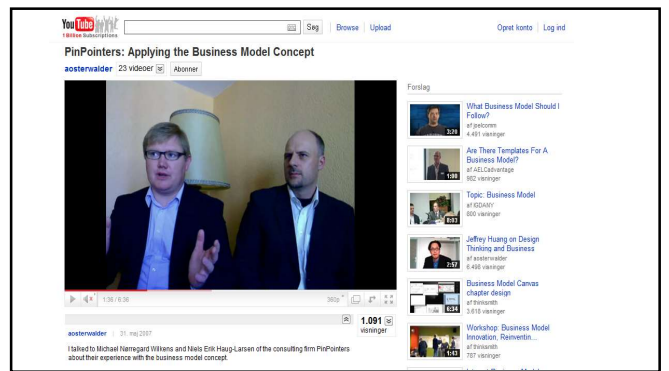 You Tube
1 Billion Subscriptions
Søg
Browse
Upload
Opret konto
Log ind
PinPointers: Applying the Business Model Concept
aosterwalder 23 videoer
Abonner
1:36 / 6:36
360p
1.091
visninger
aosterwalder | 31. maj 2007
I talked to Michael Nørregard Wilkens and Niels Erik Haug-Larsen of the consulting firm PinPointers
about their experience with the business model concept.
Forslag
3:20
What Business Model Should I
Follow?
af joelcomm
4.491 visninger
1:00
Are There Templates For A
Business Model?
af AELCadvantage
962 visninger
8:03
Topic: Business Model
af IGDANY
800 visninger
2:57
Jeffrey Huang on Design
Thinking and Business
af aosterwalder
6.496 visninger
6:34
Business Model Canvas
chapter design
af thinksmith
3.618 visninger
1:43
Workshop: Business Model
Innovation, Reinventin...
af thinksmith
767 visninger